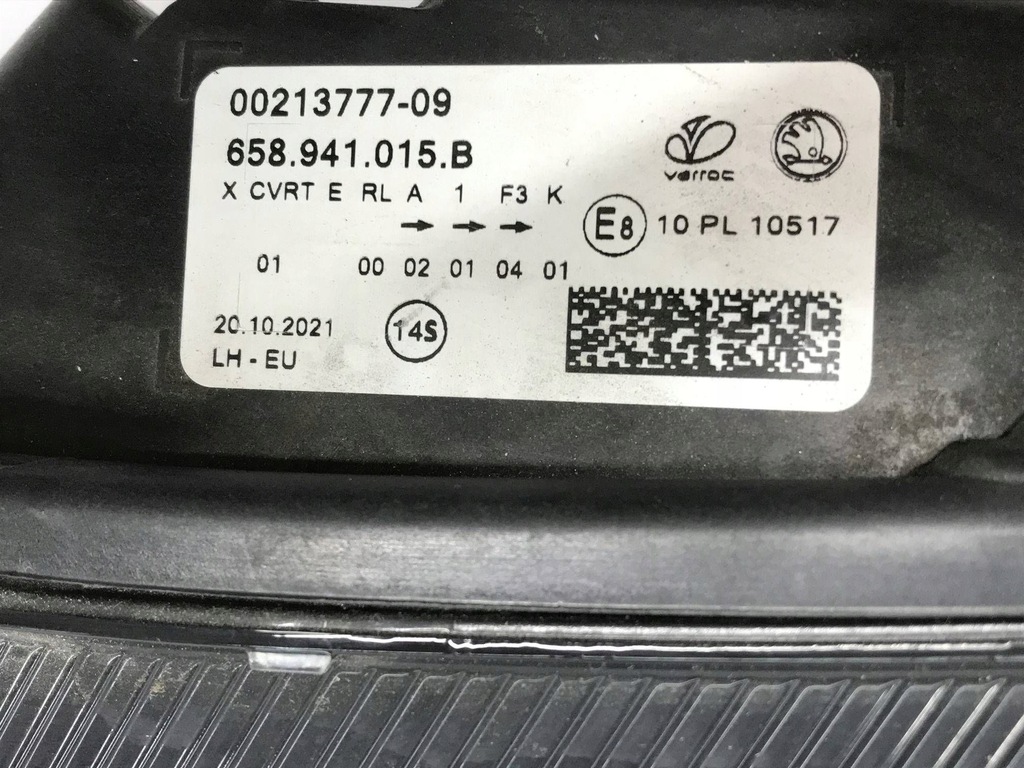 00213777-09
658.941.015.B
varroc
X CVRT E RL A 1 F3 K
E8 10 PL 10517
01 00 02 01 04 01
20.10.2021
14S
LH - EU